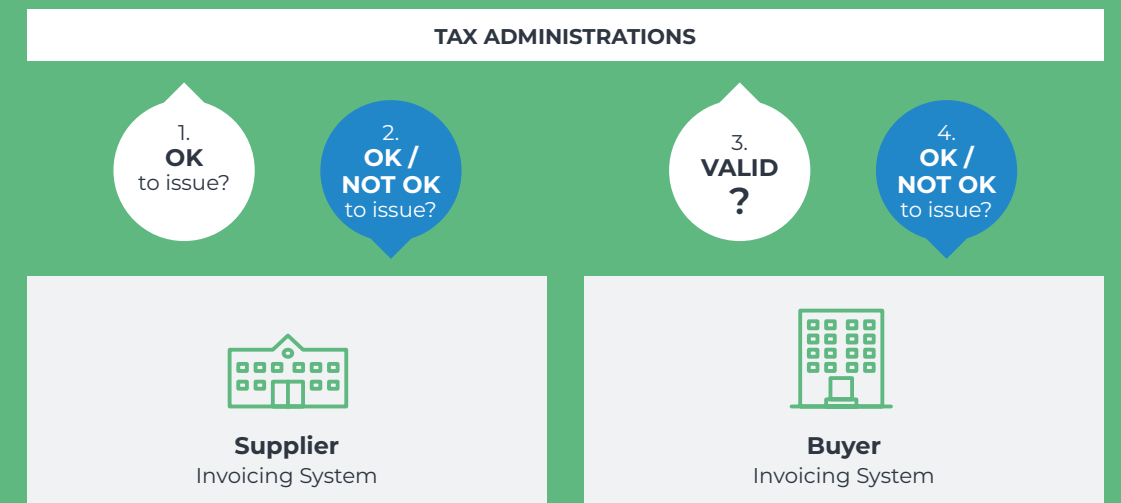 TAX ADMINISTRATIONS
1.
OK
to issue?
2.
OK /
NOT OK
to issue?
3.
VALID
?
4.
OK /
NOT OK
to issue?
Supplier
Invoicing System
Buyer
Invoicing System